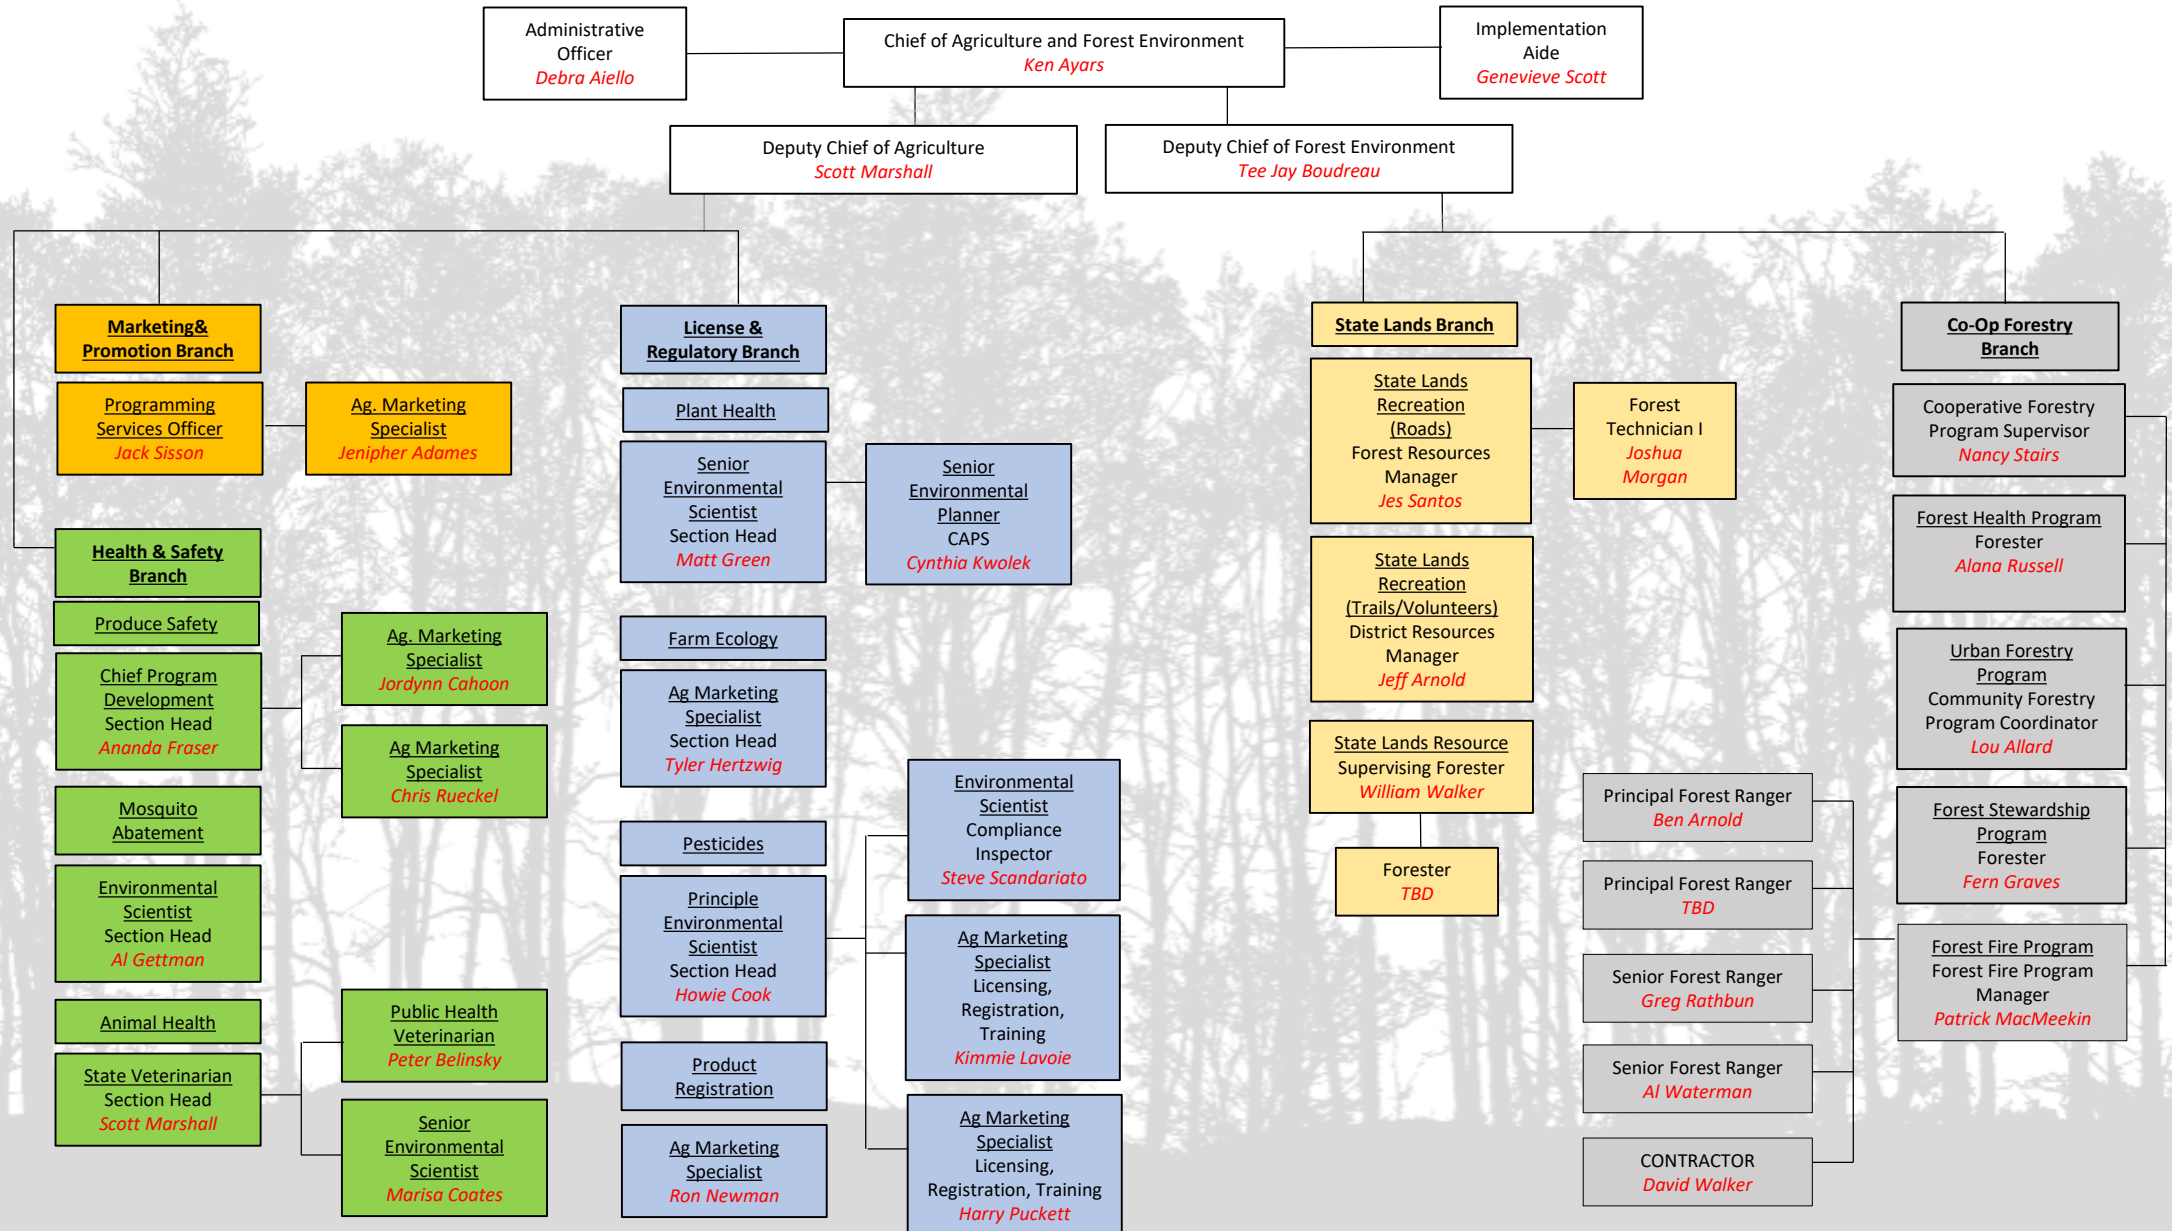 Administrative
Officer
Debra Aiello
Chief of Agriculture and Forest Environment
Ken Ayars
Implementation
Aide
Genevieve Scott
Deputy Chief of Agriculture
Scott Marshall
Deputy Chief of Forest Environment
Tee Jay Boudreau
Marketing&
Promotion Branch
Programming
Services Officer
Jack Sisson
Ag. Marketing
Specialist
Jenipher Adames
Health & Safety
Branch
Produce Safety
Chief Program
Development
Section Head
Ananda Fraser
Ag. Marketing
Specialist
Jordynn Cahoon
Ag Marketing
Specialist
Chris Rueckel
Mosquito
Abatement
Environmental
Scientist
Section Head
Al Gettman
Animal Health
State Veterinarian
Section Head
Scott Marshall
Public Health
Veterinarian
Peter Belinsky
Senior
Environmental
Scientist
Marisa Coates
License &
Regulatory Branch
Plant Health
Senior
Environmental
Scientist
Section Head
Matt Green
Senior
Environmental
Planner
CAPS
Cynthia Kwolek
Farm Ecology
Ag Marketing
Specialist
Section Head
Tyler Hertzwig
Pesticides
Principle
Environmental
Scientist
Section Head
Howie Cook
Environmental
Scientist
Compliance
Inspector
Steve Scandariato
Ag Marketing
Specialist
Licensing,
Registration,
Training
Kimmie Lavoie
Ag Marketing
Specialist
Licensing,
Registration, Training
Harry Puckett
Product
Registration
Ag Marketing
Specialist
Ron Newman
State Lands Branch
State Lands
Recreation
(Roads)
Forest Resources
Manager
Jes Santos
Forest
Technician I
Joshua
Morgan
State Lands
Recreation
(Trails/Volunteers)
District Resources
Manager
Jeff Arnold
State Lands Resource
Supervising Forester
William Walker
Forester
TBD
Co-Op Forestry
Branch
Cooperative Forestry
Program Supervisor
Nancy Stairs
Forest Health Program
Forester
Alana Russell
Urban Forestry
Program
Community Forestry
Program Coordinator
Lou Allard
Forest Stewardship
Program
Forester
Fern Graves
Forest Fire Program
Forest Fire Program
Manager
Patrick MacMeekin
Principal Forest Ranger
Ben Arnold
Principal Forest Ranger
TBD
Senior Forest Ranger
Greg Rathbun
Senior Forest Ranger
Al Waterman
CONTRACTOR
David Walker